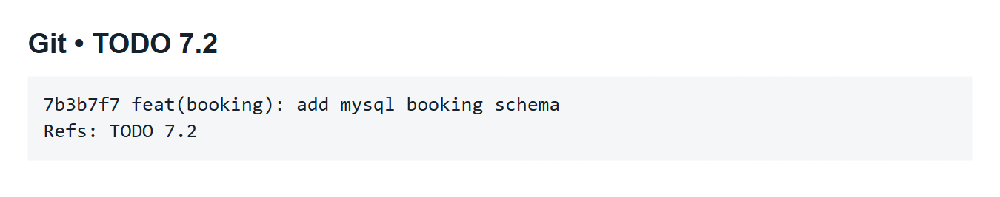 Git • TODO 7.2
7b3b7f7 feat(booking): add mysql booking schema
Refs: TODO 7.2